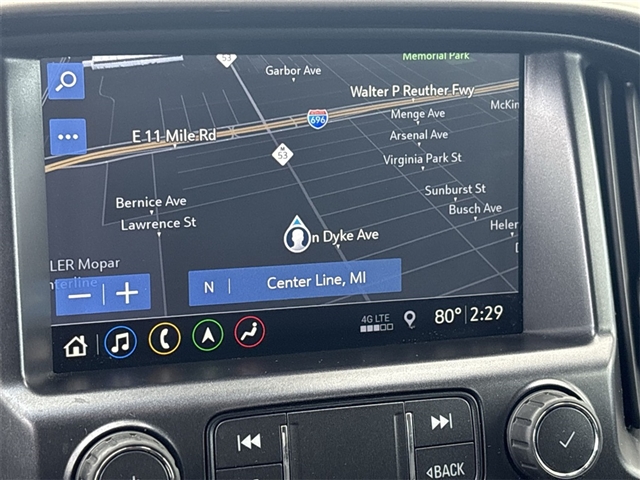 Memorial Park
53
Garbor Ave
Walter P Reuther Fwy
McKin
Menge Ave
696
E 11 Mile Rd
Arsenal Ave
M
53
Virginia Park St
Sunburst St
Bernice Ave
Busch Ave
Lawrence St
Heler
n Dyke Ave
LER Mopar
nterline
N
Center Line, MI
4G LTE
80°
2:29
BACK